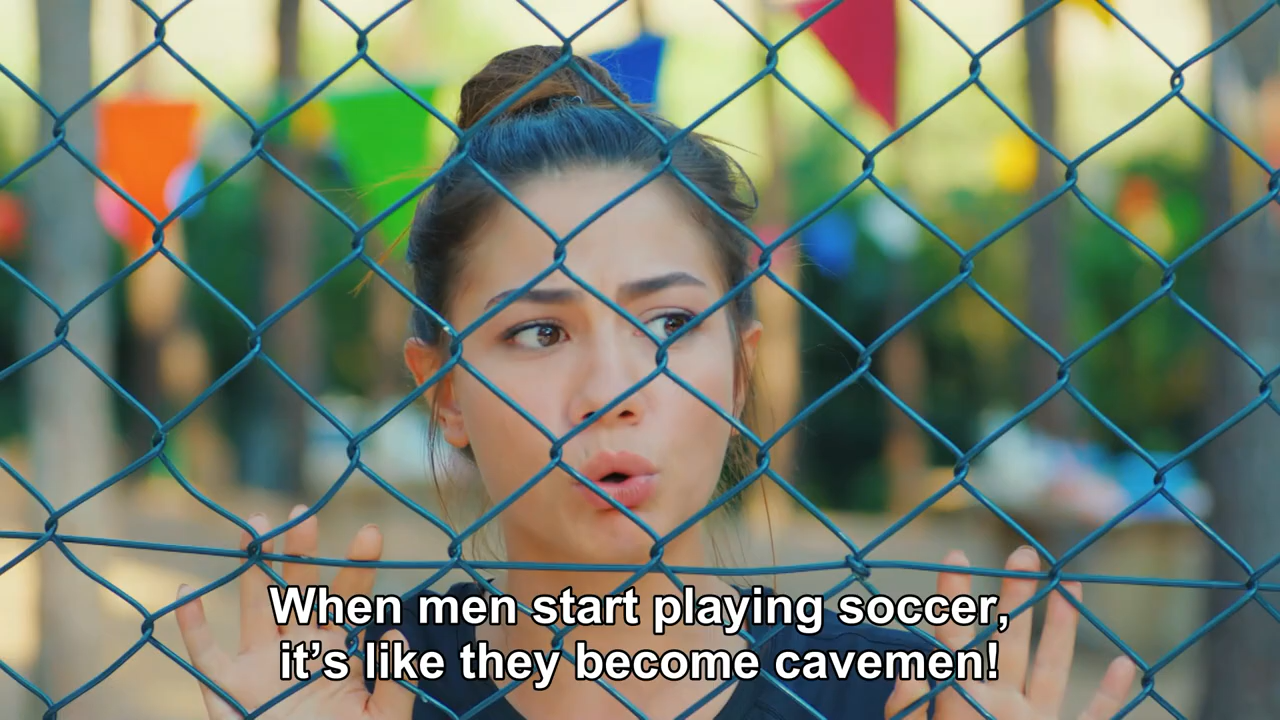 When men start playing soccer,
it’s like they become cavemen!